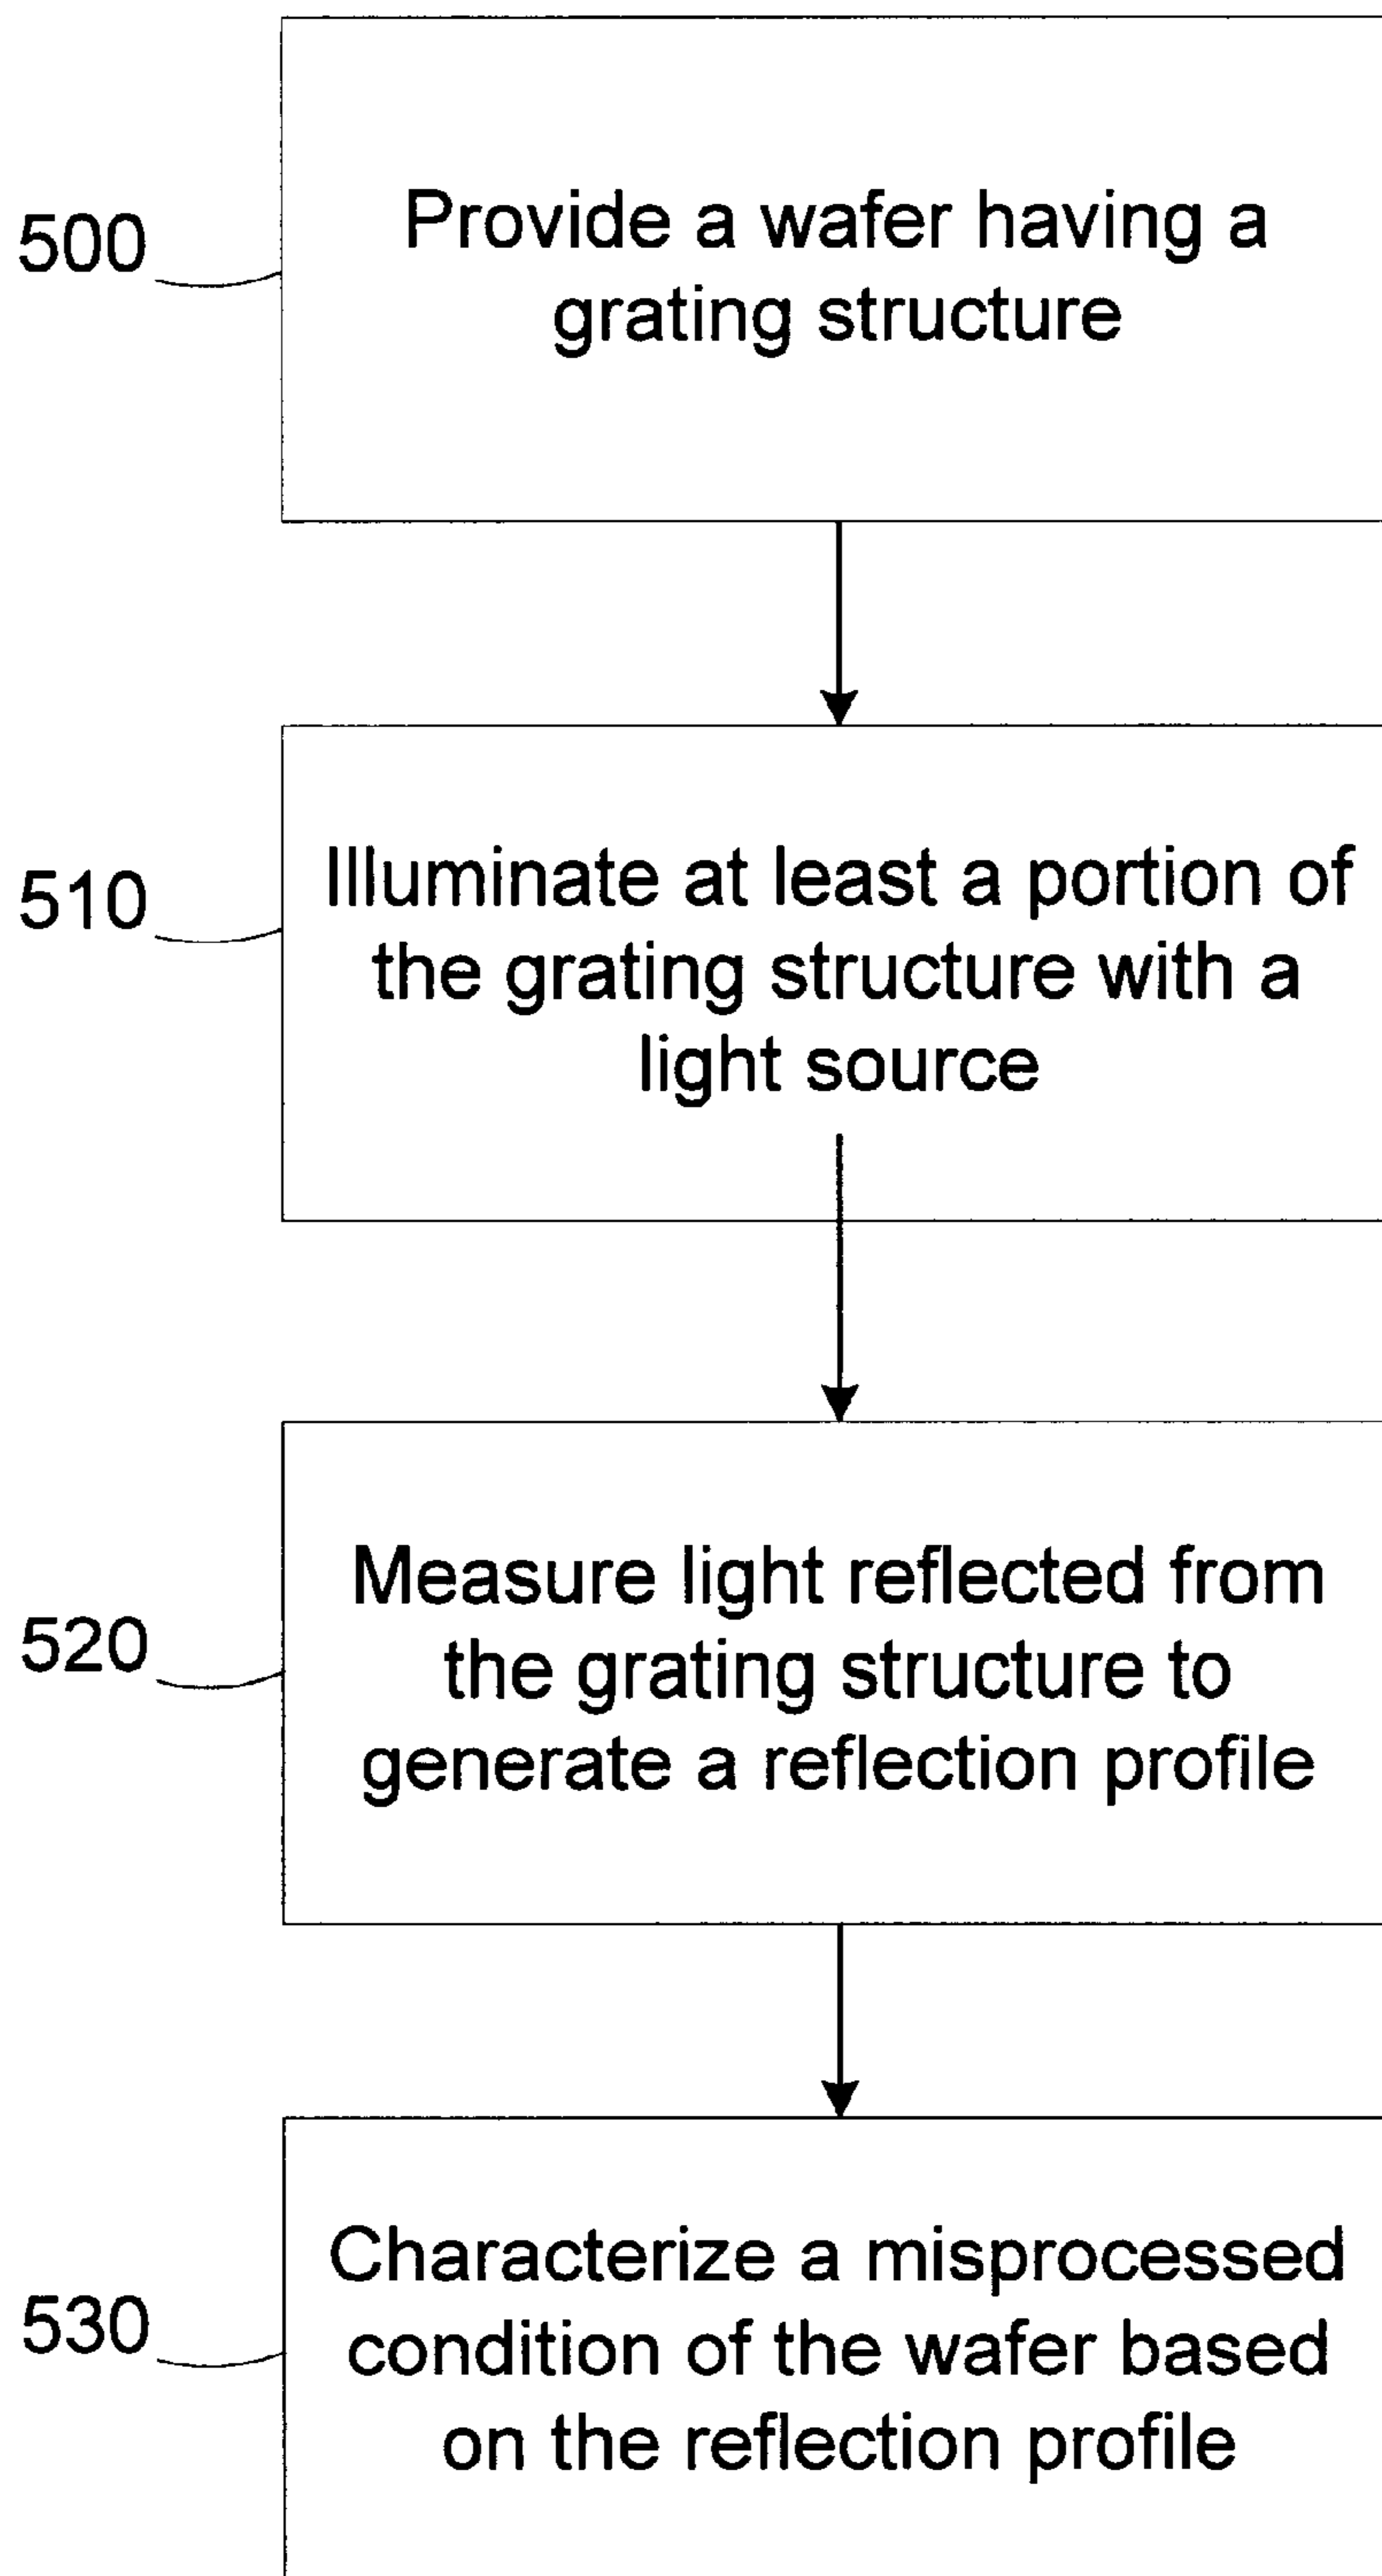 500
Provide a wafer having a
grating structure
510
Illuminate at least a portion of
the grating structure with a
light source
520
Measure light reflected from
the grating structure to
generate a reflection profile
530
Characterize a misprocessed
condition of the wafer based
on the reflection profile